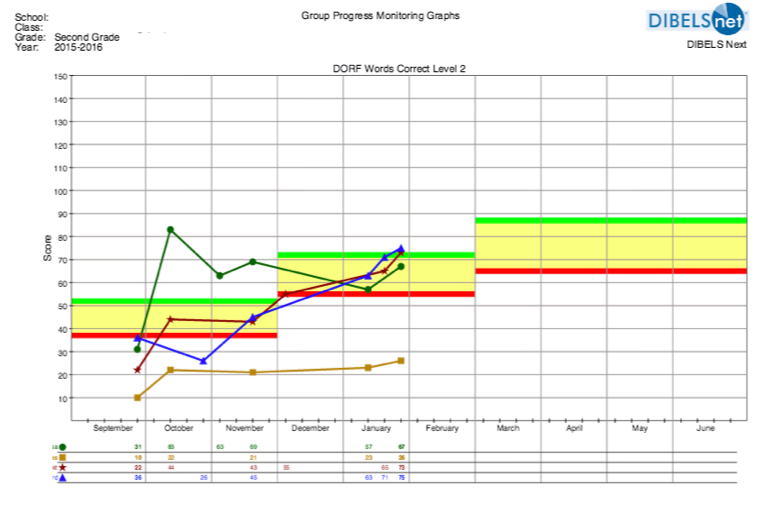 School:
Group Progress Monitoring Graphs
DIBELSnet
Class:
Grade: Second Grade
Year: 2015-2016
DIBELS Next
DORF Words Correct Level 2
150
140
130
120
110
100
90
80
70
60
50
40
30
20
10
Score
September October November December January February March April May June
31 83 63 69 57 67
10 22 21 23 26
22 44 43 55 65 73
36 26 45 63 71 75